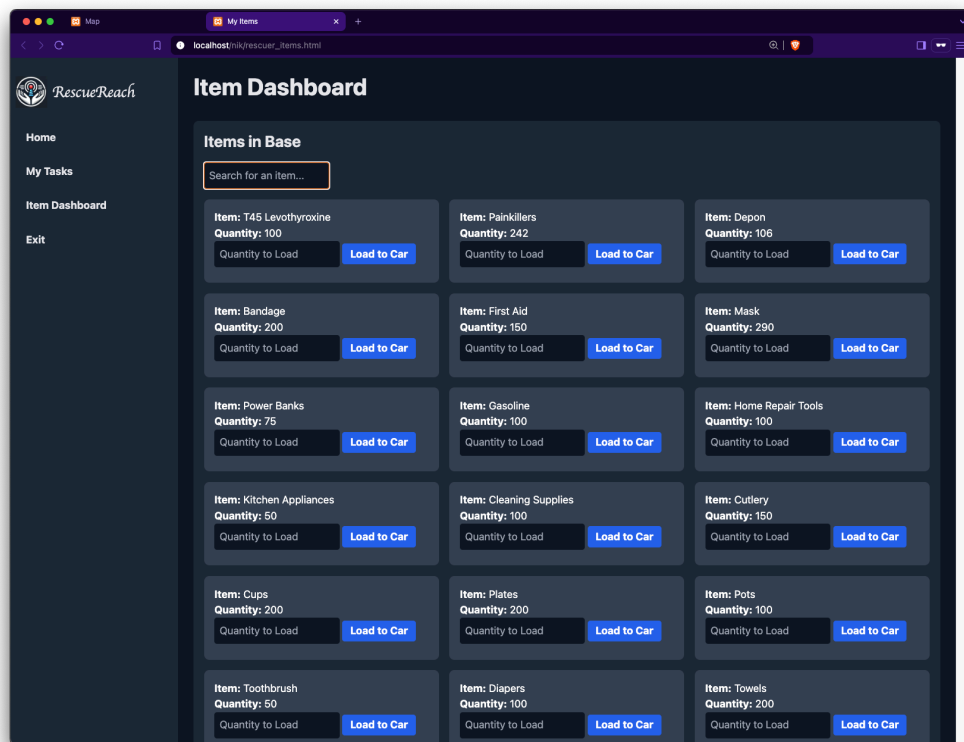 Map
My Items
localhost/nik/rescuer_items.html
RescueReach
Home
My Tasks
Item Dashboard
Exit
Item Dashboard
Items in Base
Search for an item...
Item: T45 Levothyroxine
Quantity: 100
Quantity to Load
Load to Car
Item: Painkillers
Quantity: 242
Quantity to Load
Load to Car
Item: Depon
Quantity: 106
Quantity to Load
Load to Car
Item: Bandage
Quantity: 200
Quantity to Load
Load to Car
Item: First Aid
Quantity: 150
Quantity to Load
Load to Car
Item: Mask
Quantity: 290
Quantity to Load
Load to Car
Item: Power Banks
Quantity: 75
Quantity to Load
Load to Car
Item: Gasoline
Quantity: 100
Quantity to Load
Load to Car
Item: Home Repair Tools
Quantity: 100
Quantity to Load
Load to Car
Item: Kitchen Appliances
Quantity: 50
Quantity to Load
Load to Car
Item: Cleaning Supplies
Quantity: 100
Quantity to Load
Load to Car
Item: Cutlery
Quantity: 150
Quantity to Load
Load to Car
Item: Cups
Quantity: 200
Quantity to Load
Load to Car
Item: Plates
Quantity: 200
Quantity to Load
Load to Car
Item: Pots
Quantity: 100
Quantity to Load
Load to Car
Item: Toothbrush
Quantity: 50
Quantity to Load
Load to Car
Item: Diapers
Quantity: 100
Quantity to Load
Load to Car
Item: Towels
Quantity: 200
Quantity to Load
Load to Car